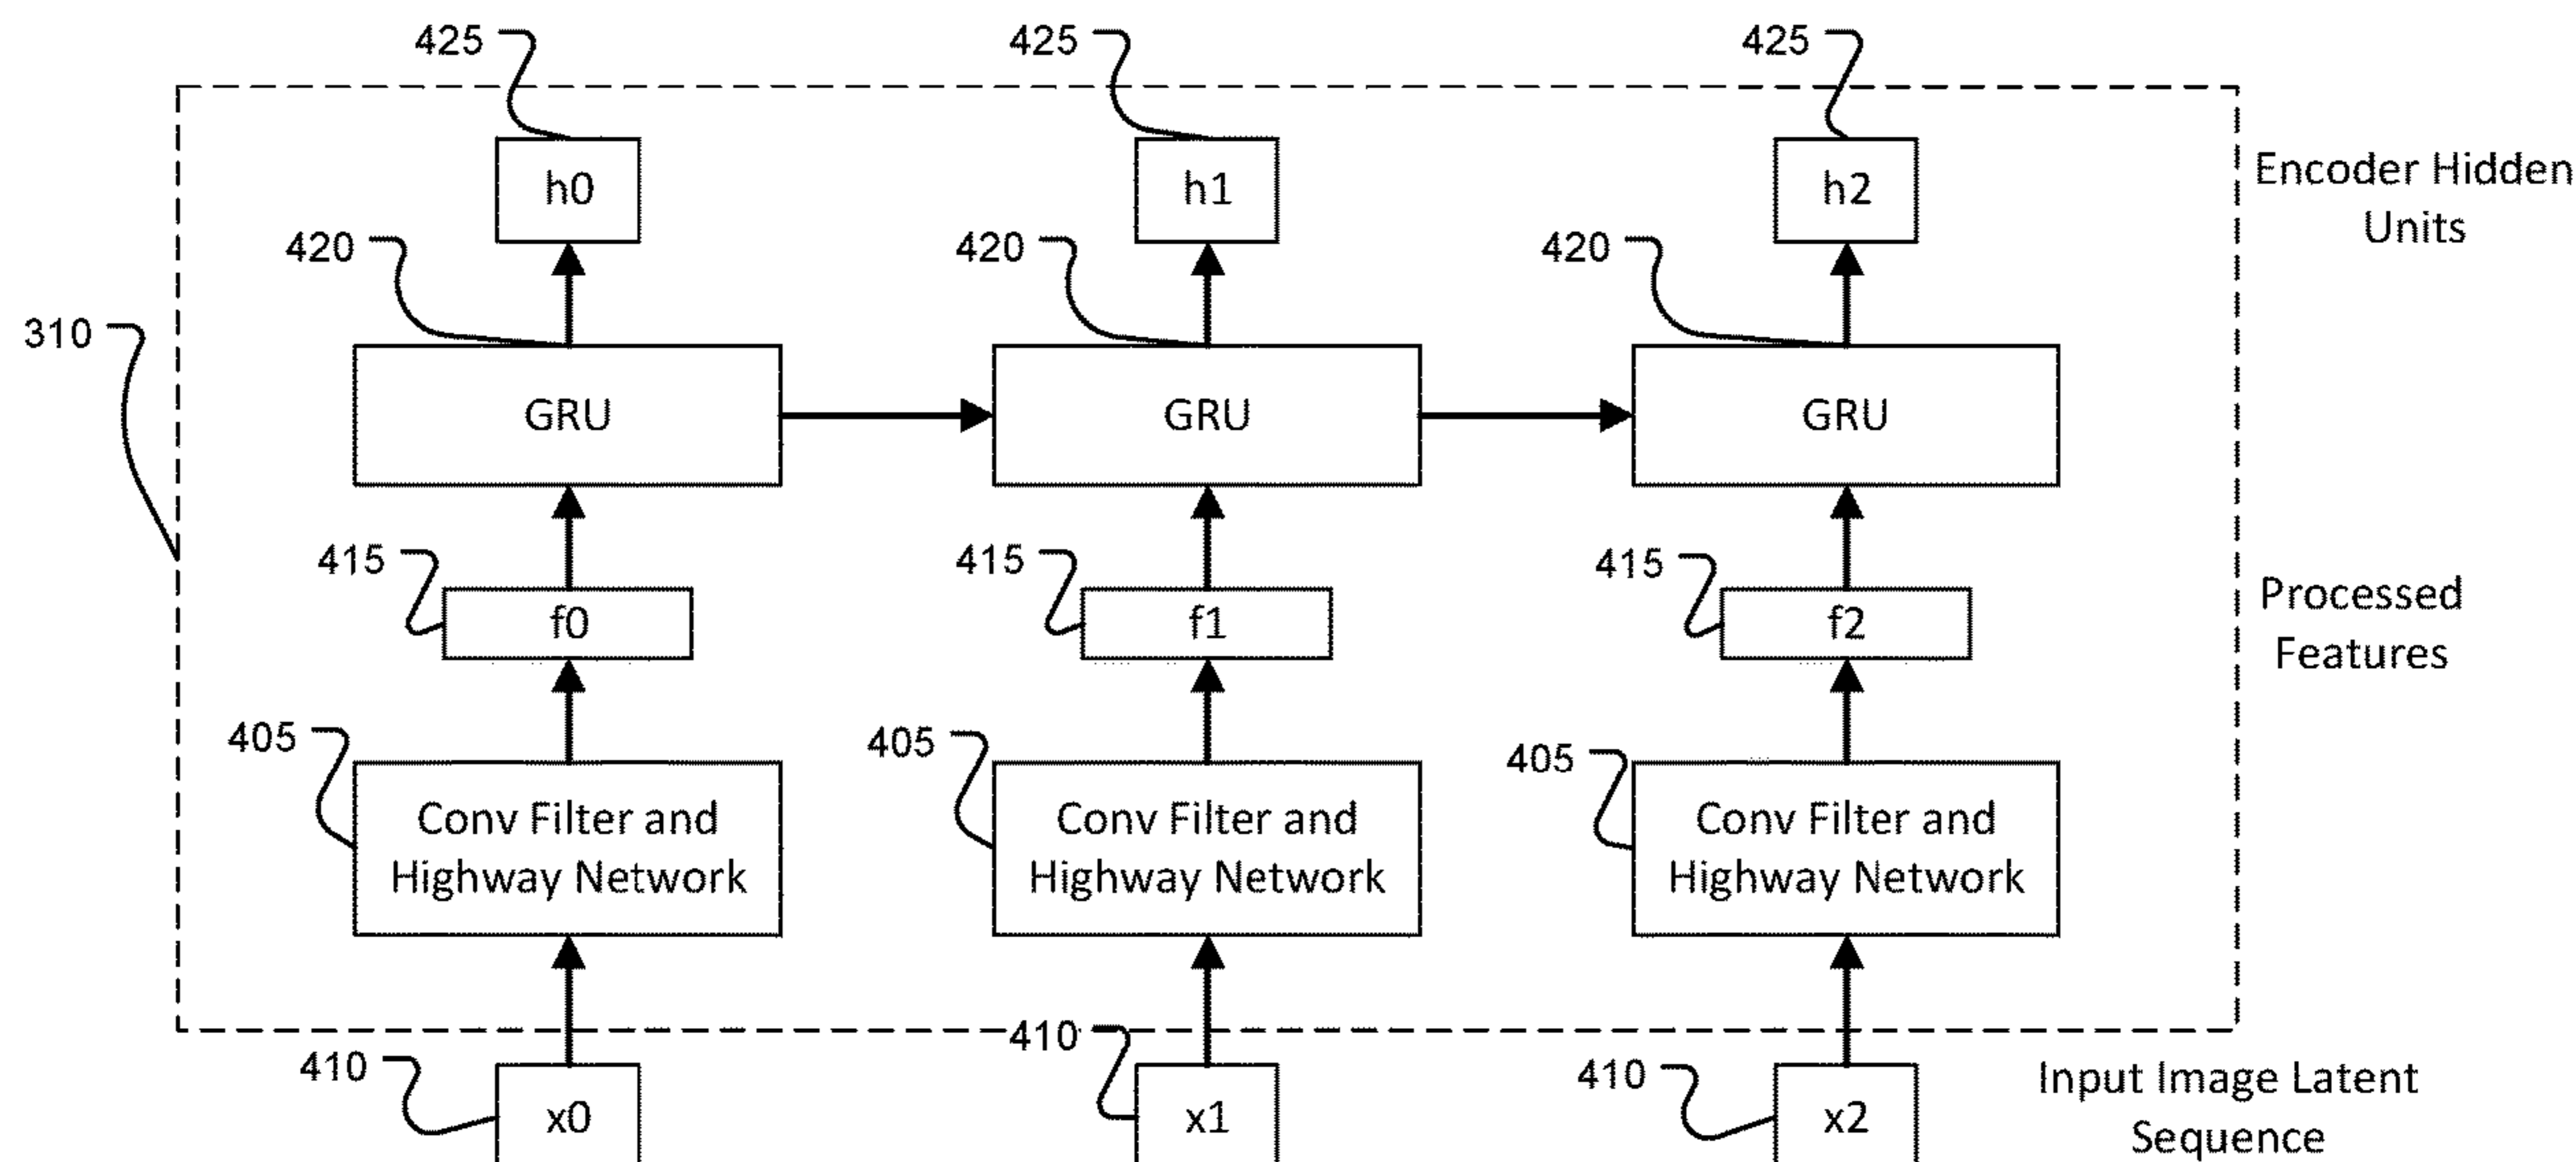 425
425
425
h0
h1
h2
Encoder Hidden
Units
420
420
420
310
GRU
GRU
GRU
415
415
415
f0
f1
f2
Processed
Features
405
405
405
Conv Filter and
Highway Network
Conv Filter and
Highway Network
Conv Filter and
Highway Network
410
410
410
x0
x1
x2
Input Image Latent
Sequence